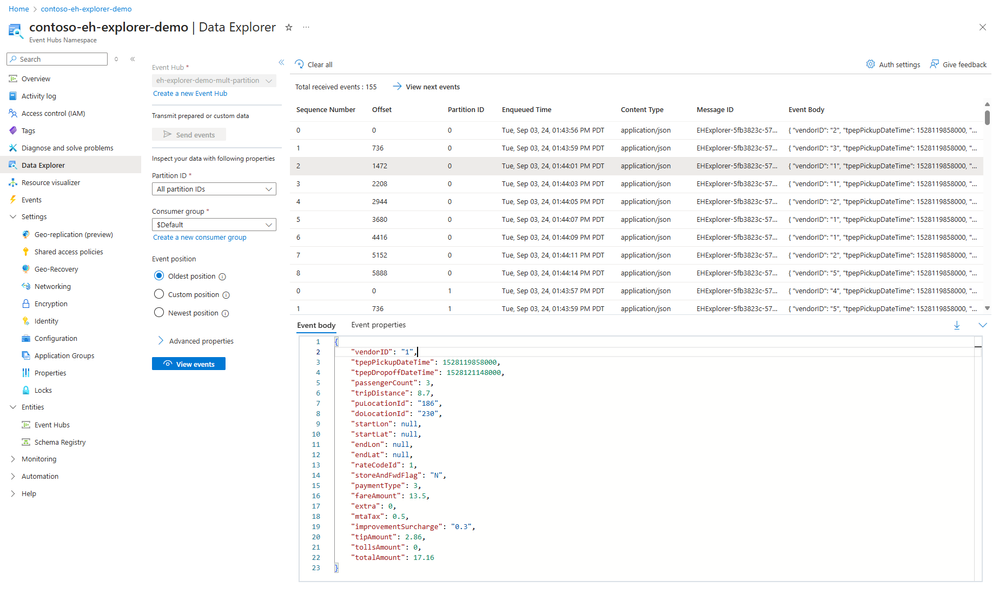 Home > contoso-eh-explorer-demo
contoso-eh-explorer-demo | Data Explorer
Event Hubs Namespace
Search
Overview
Activity log
Access control (IAM)
Tags
Diagnose and solve problems
Data Explorer
Resource visualizer
Events
Settings
Geo-replication (preview)
Shared access policies
Geo-Recovery
Networking
Encryption
Identity
Configuration
Application Groups
Properties
Locks
Entities
Event Hubs
Schema Registry
Monitoring
Automation
Help
Event Hub *
eh-explorer-demo-mult-partition
Create a new Event Hub
Transmit prepared or custom data
Send events
Inspect your data with following properties
Partition ID *
All partition IDs
Consumer group *
$Default
Create a new consumer group
Event position
Oldest position
Custom position
Newest position
Advanced properties
View events
Clear all
Auth settings
Give feedback
Total received events : 155
View next events
Sequence Number Offset Partition ID Enqueued Time Content Type Message ID Event Body
0 0 0 Tue, Sep 03, 24, 01:43:56 PM PDT application/json EHExplorer-5fb3823c-57... { "vendorID": "2", "tpepPickupDateTime": 1528119858000, "...
1 736 0 Tue, Sep 03, 24, 01:43:59 PM PDT application/json EHExplorer-5fb3823c-57... { "vendorID": "3", "tpepPickupDateTime": 1528119858000, "...
2 1472 0 Tue, Sep 03, 24, 01:44:01 PM PDT application/json EHExplorer-5fb3823c-57... { "vendorID": "1", "tpepPickupDateTime": 1528119858000, "...
3 2208 0 Tue, Sep 03, 24, 01:44:03 PM PDT application/json EHExplorer-5fb3823c-57... { "vendorID": "1", "tpepPickupDateTime": 1528119858000, "...
4 2944 0 Tue, Sep 03, 24, 01:44:05 PM PDT application/json EHExplorer-5fb3823c-57... { "vendorID": "2", "tpepPickupDateTime": 1528119858000, "...
5 3680 0 Tue, Sep 03, 24, 01:44:07 PM PDT application/json EHExplorer-5fb3823c-57... { "vendorID": "1", "tpepPickupDateTime": 1528119858000, "...
6 4416 0 Tue, Sep 03, 24, 01:44:09 PM PDT application/json EHExplorer-5fb3823c-57... { "vendorID": "1", "tpepPickupDateTime": 1528119858000, "...
7 5152 0 Tue, Sep 03, 24, 01:44:11 PM PDT application/json EHExplorer-5fb3823c-57... { "vendorID": "2", "tpepPickupDateTime": 1528119858000, "...
8 5888 0 Tue, Sep 03, 24, 01:44:14 PM PDT application/json EHExplorer-5fb3823c-57... { "vendorID": "5", "tpepPickupDateTime": 1528119858000, "...
0 0 1 Tue, Sep 03, 24, 01:43:57 PM PDT application/json EHExplorer-5fb3823c-57... { "vendorID": "4", "tpepPickupDateTime": 1528119858000, "...
1 736 1 Tue, Sep 03, 24, 01:43:59 PM PDT application/json EHExplorer-5fb3823c-57... { "vendorID": "5", "tpepPickupDateTime": 1528119858000, "...
Event body Event properties
1 {
2 "vendorID": "1",
3 "tpepPickupDateTime": 1528119858000,
4 "tpepDropoffDateTime": 1528121148000,
5 "passengerCount": 3,
6 "tripDistance": 8.7,
7 "puLocationId": "186",
8 "doLocationId": "230",
9 "startLon": null,
10 "startLat": null,
11 "endLon": null,
12 "endLat": null,
13 "rateCodeId": 1,
14 "storeAndFwdFlag": "N",
15 "paymentType": 3,
16 "fareAmount": 13.5,
17 "extra": 0,
18 "mtaTax": 0.5,
19 "improvementSurcharge": "0.3",
20 "tipAmount": 2.86,
21 "tollsAmount": 0,
22 "totalAmount": 17.16
23 }